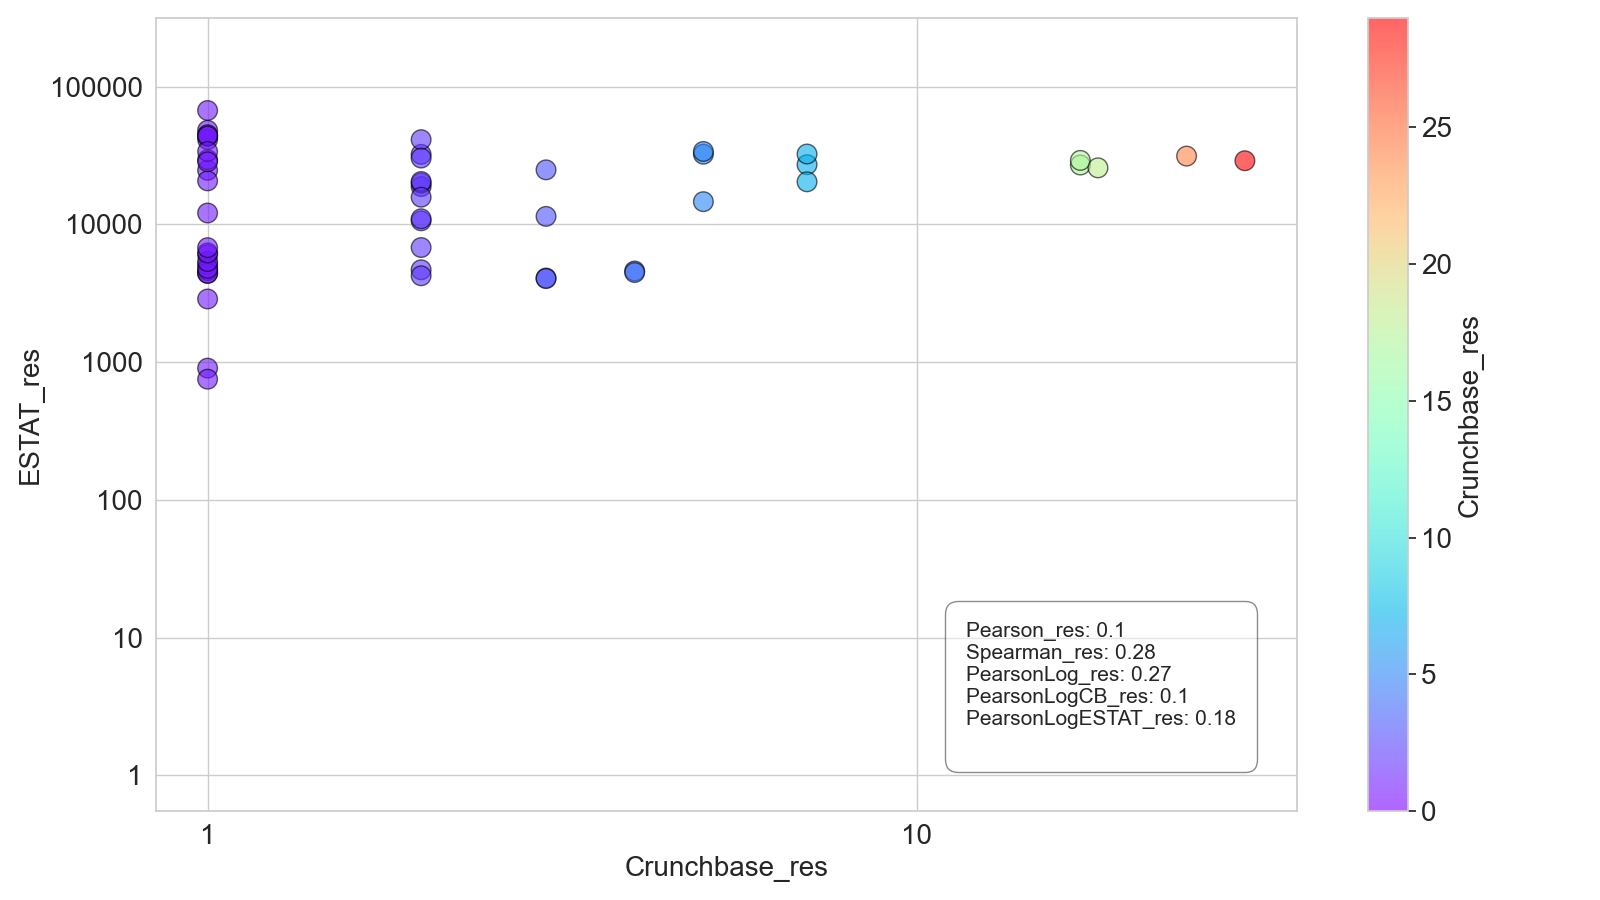 100000
10000
1000
100
10
1
ESTAT_res
1
10
Crunchbase_res
Pearson_res: 0.1
Spearman_res: 0.28
PearsonLog_res: 0.27
PearsonLogCB_res: 0.1
PearsonLogESTAT_res: 0.18
25
20
15
10
5
0
Crunchbase_res